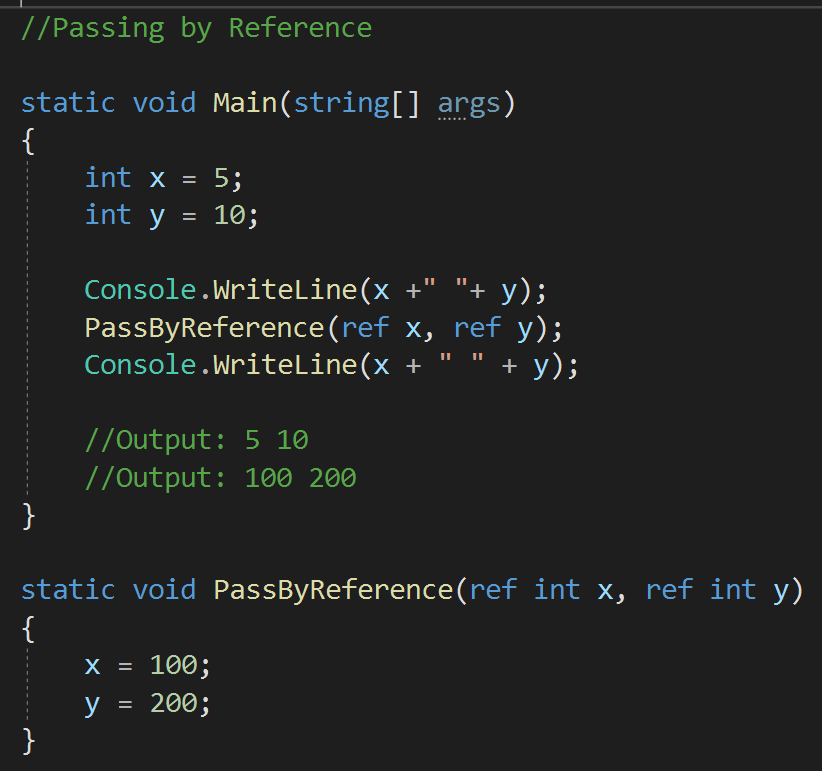 //Passing by Reference
static void Main(string[] args)
{
int x = 5;
int y = 10;
Console.WriteLine(x +" "+ y);
PassByReference(ref x, ref y);
Console.WriteLine(x + " " + y);
//Output: 5 10
//Output: 100 200
}
static void PassByReference(ref int x, ref int y)
{
x = 100;
y = 200;
}